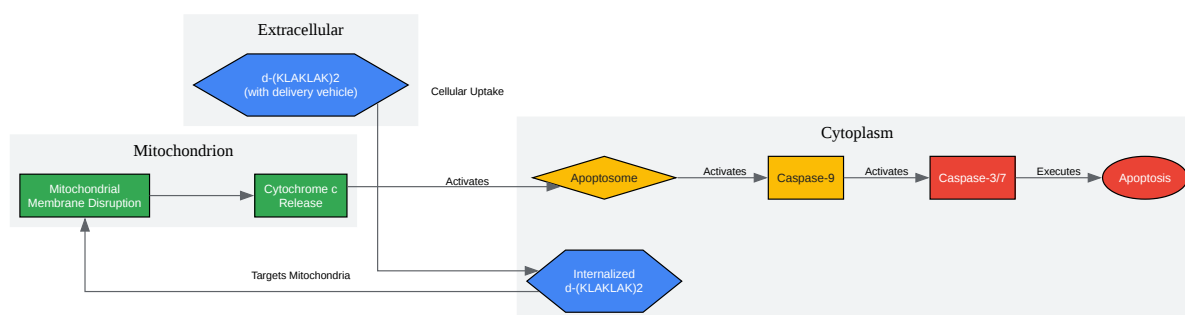 Extracellular
d-(KLAKLAK)2
(with delivery vehicle)
Cellular Uptake
Cytoplasm
Mitochondrion
Mitochondrial
Membrane Disruption
Cytochrome c
Release
Activates
Apoptosome
Activates
Caspase-9
Activates
Caspase-3/7
Executes
Apoptosis
Targets Mitochondria
Internalized
d-(KLAKLAK)2